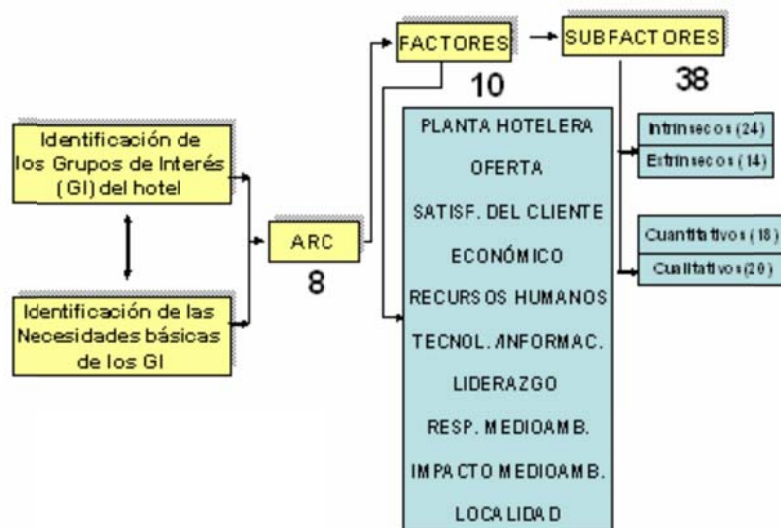 FACTORES
SUBFACTORES
10
38
Identificación de
los Grupos de Interés
(GI) del hotel
ARC
8
Identificación de las
Necesidades básicas
de los GI
PLANTA HOTELERA
OFERTA
SATISF. DEL CLIENTE
ECONÓMICO
RECURSOS HUMANOS
TECNOL./INFORMAC.
LIDERAZGO
RESP. MEDIOAMB.
IMPACTO MEDIOAMB.
LOCALIDAD
Intrínsecos (24)
Extrínsecos (14)
Cuantitativos (18)
Cualitativos (20)